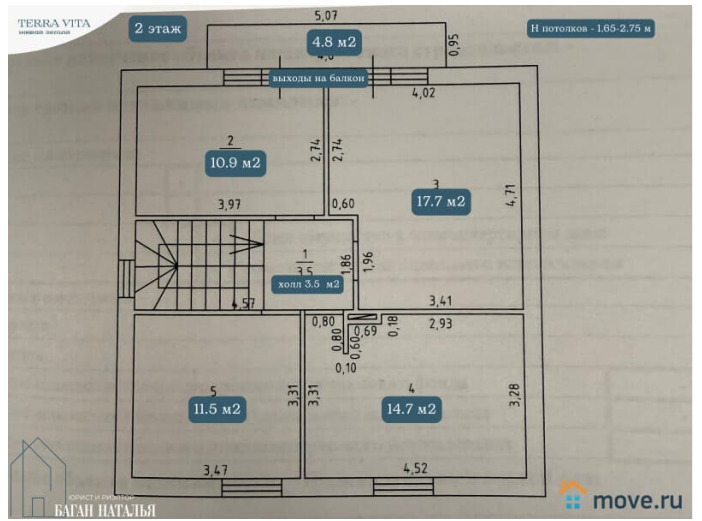 TERRA VITA
2 этаж
5,07
4.8 м2
0,95
Н потолков - 1.65-2.75 м
выходы на балкон
4,02
2
10.9 м2
2,74
2,74
3
17.7 м2
4,71
3,97
0,60
1
3.5
холл 3.5 м2
1,86
1,96
4,57
3,41
0,80
0,69
0,18
2,93
0,80
0,60
0,10
5
11.5 м2
3,31
3,31
4
14.7 м2
3,28
3,47
4,52
ЮРИСТ И РИЭЛТОР
БАГАН НАТАЛЬЯ
move.ru